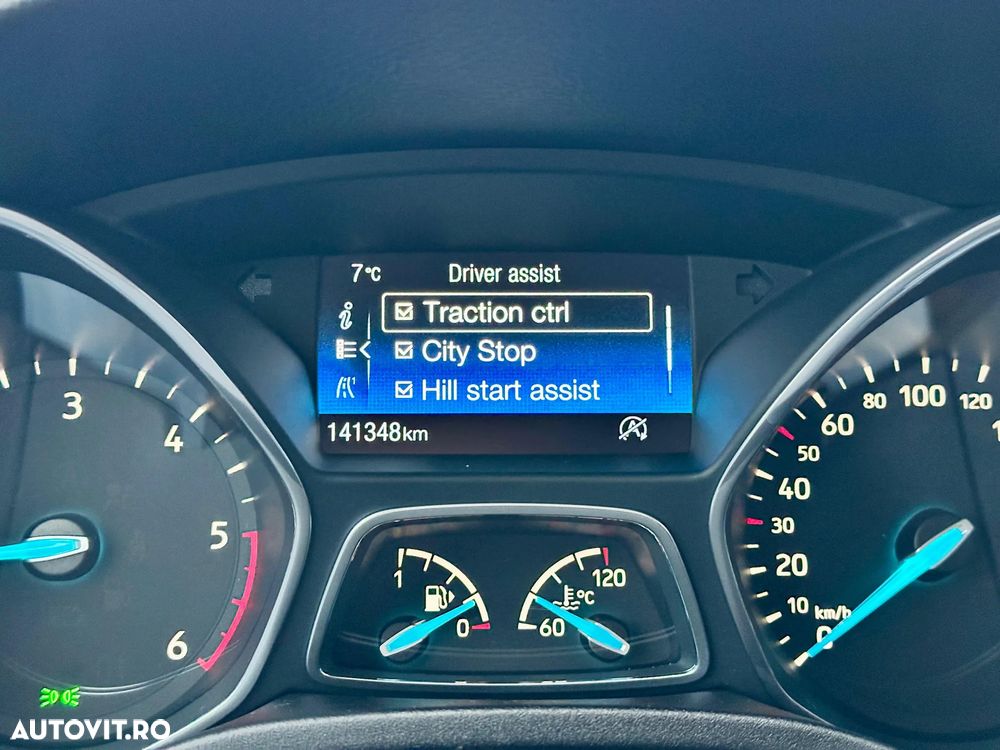 7°C Driver assist
Traction ctrl
City Stop
Hill start assist
141348km
3
4
5
6
1
0
120
°C
60
120
100
80
60
50
40
30
20
10
km/h
0
AUTOVIT.RO